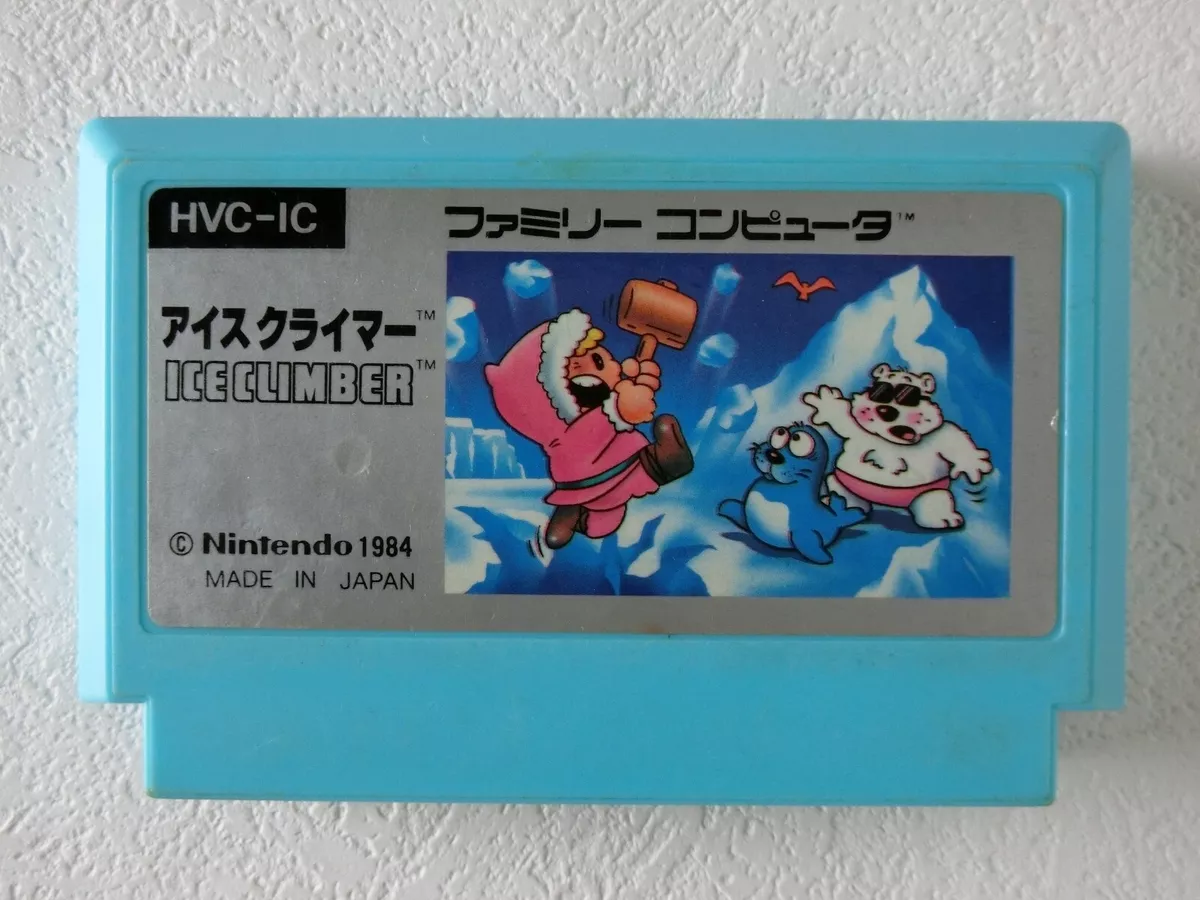 HVC-IC
ファミリー コンピュータ™
アイスクライマー™
ICE CLIMBER™
© Nintendo 1984
MADE IN JAPAN